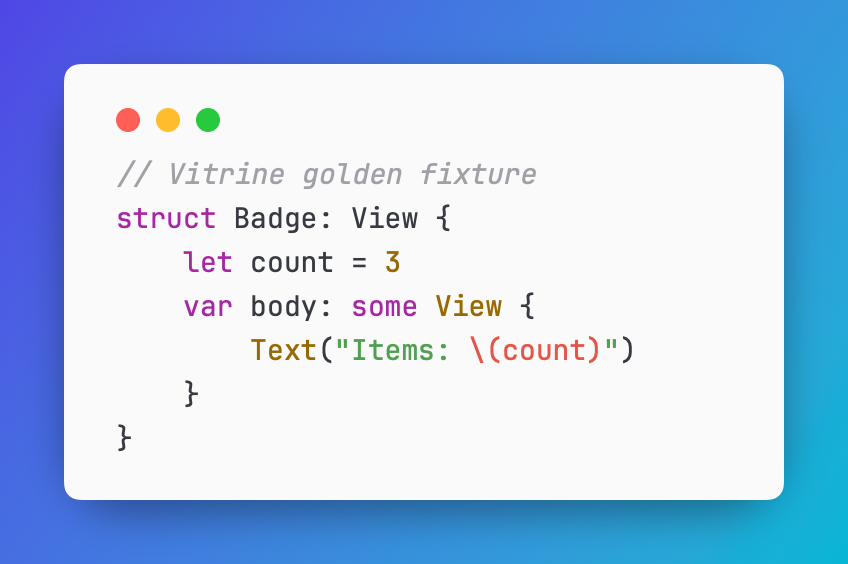 // Vitrine golden fixture
struct Badge: View {
    let count = 3
    var body: some View {
        Text("Items: \(count)")
    }
}